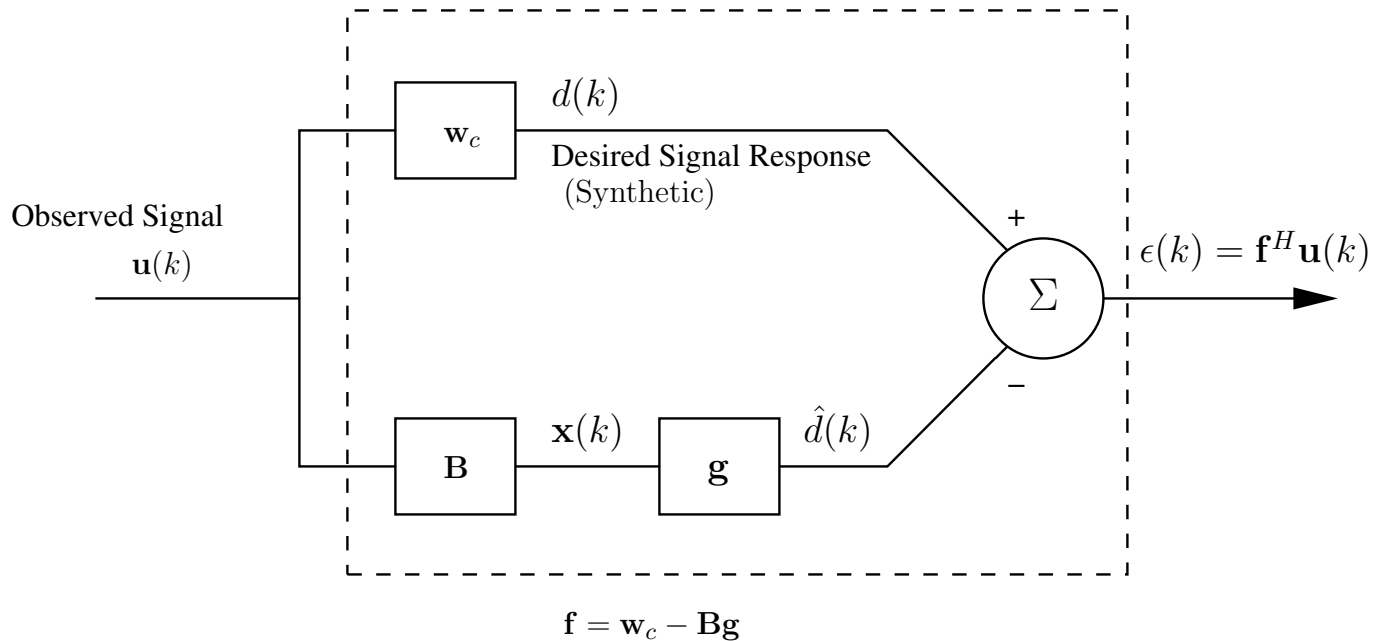 d(k)
w_c
Desired Signal Response
(Synthetic)
Observed Signal
u(k)
+
ϵ(k) = f^H u(k)
Σ
−
x(k)
d̂(k)
B
g
f = w_c − Bg